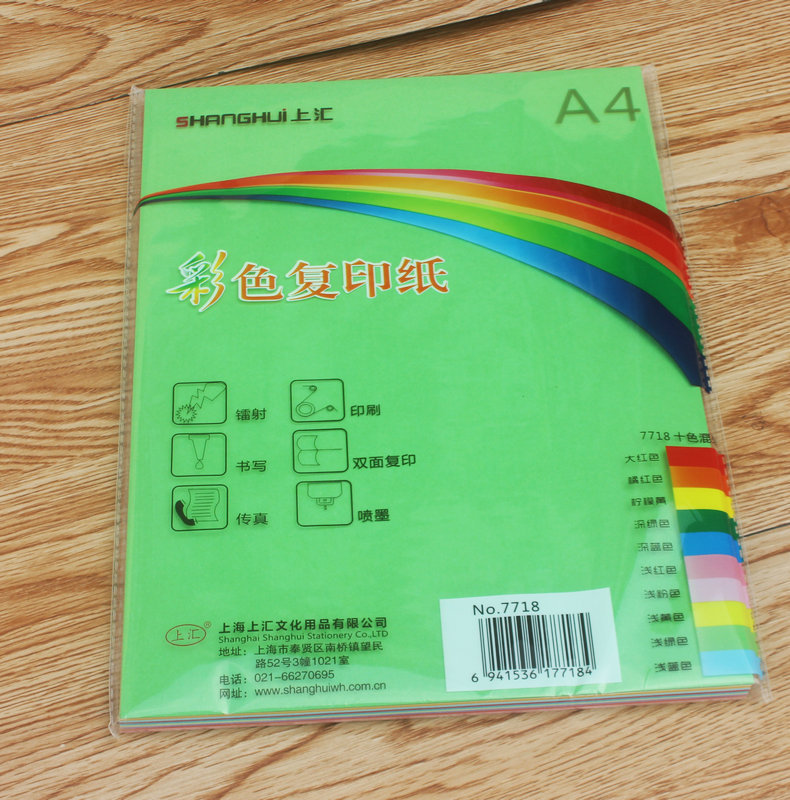 SHANGHUI上汇
A4
彩色复印纸
镭射
印刷
书写
双面复印
传真
喷墨
7718 十色混
大红色
橘红色
柠檬黄
深绿色
深蓝色
浅红色
浅粉色
浅黄色
浅绿色
浅蓝色
上汇®
上海上汇文化用品有限公司
Shanghai Shanghui Stationery Co.,LTD
地址：上海市奉贤区南桥镇望民
路52号3幢1021室
电话：021-66270695
网址：www.shanghuiwh.com.cn
No.7718
6 941536 177184